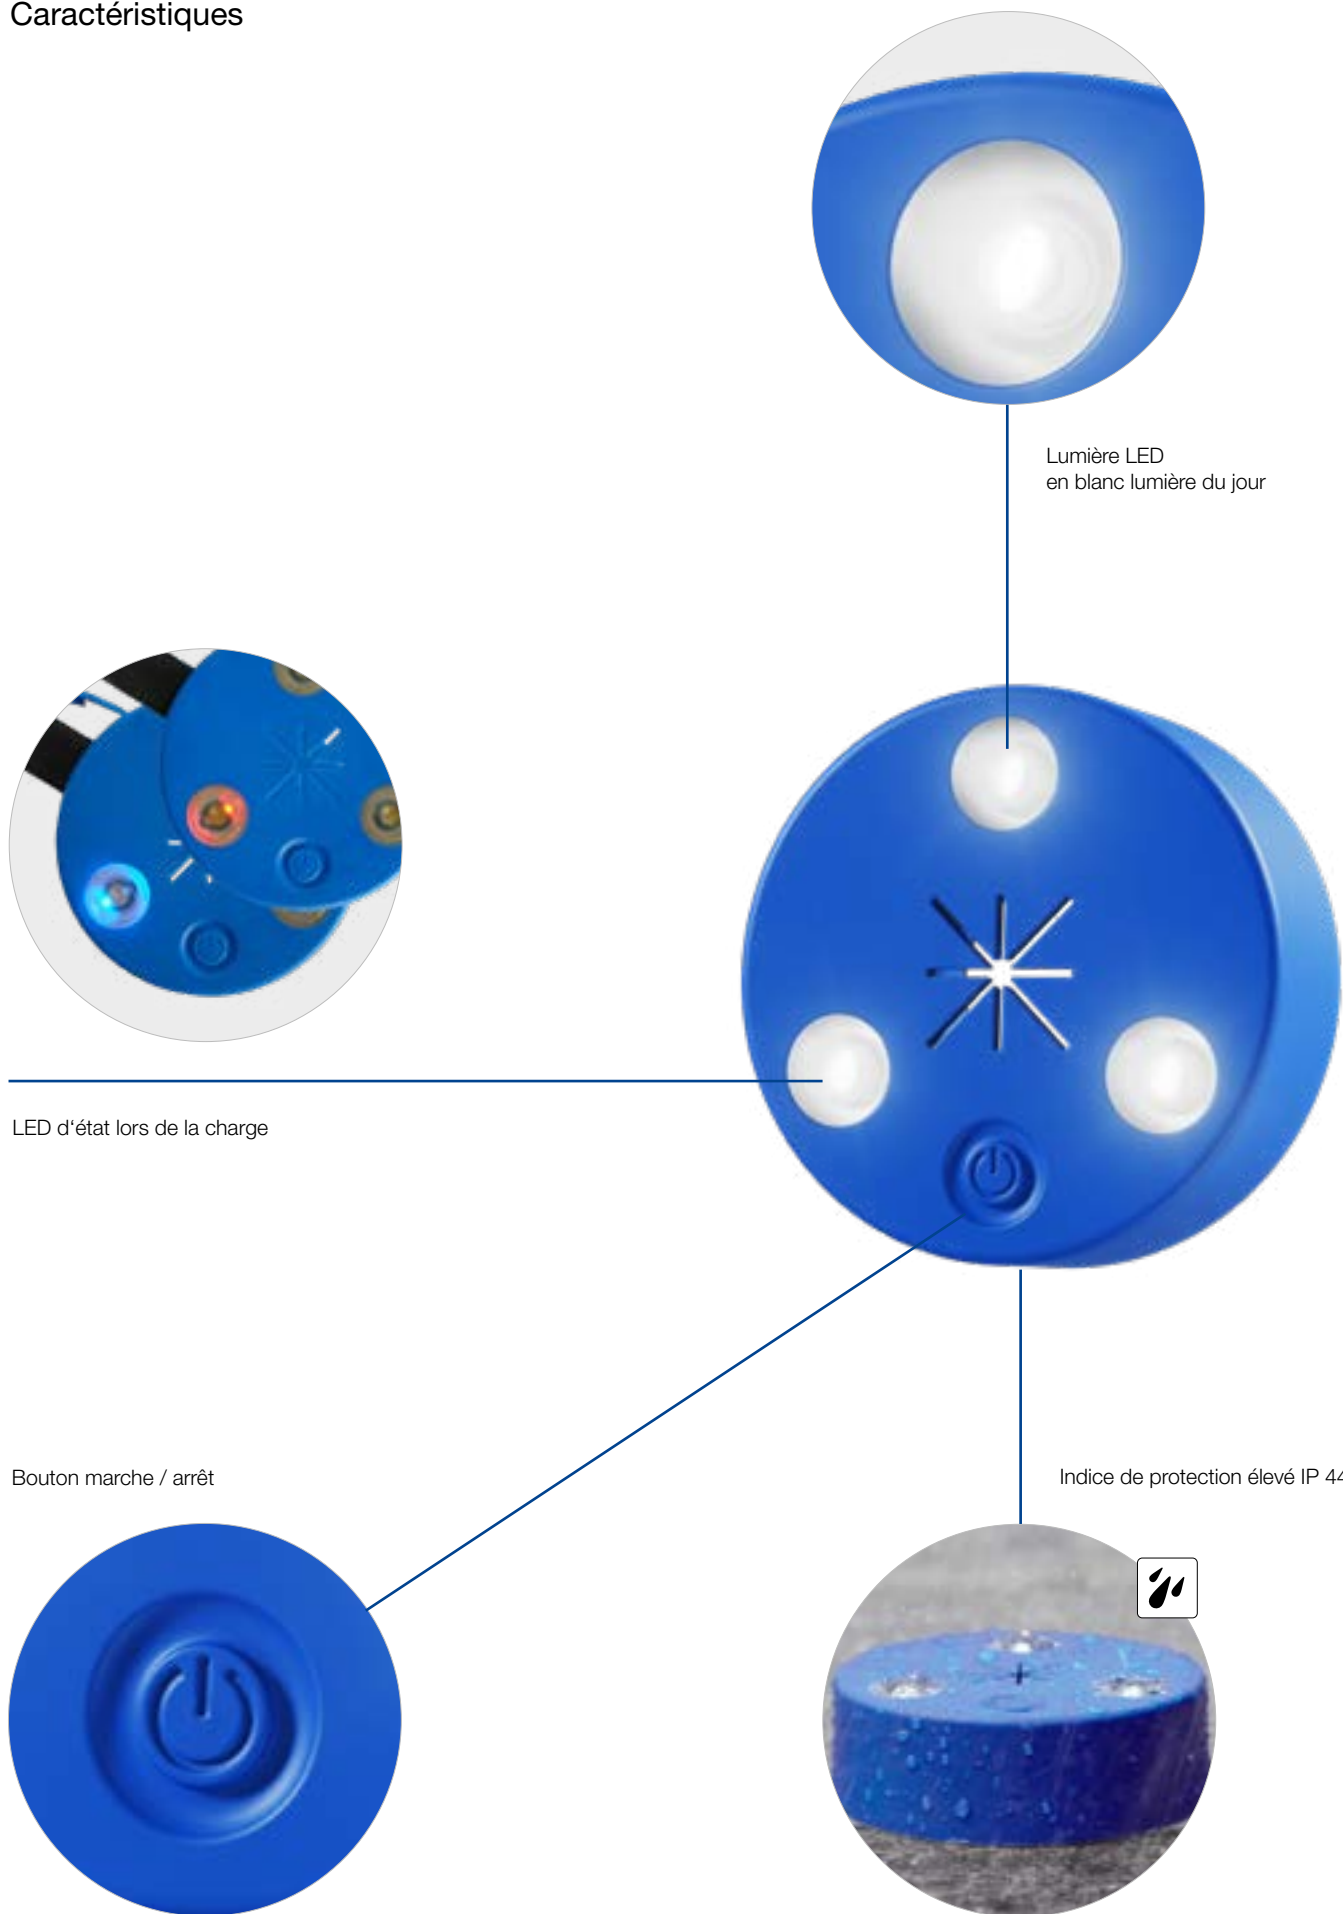 Caractéristiques
Lumière LED
en blanc lumière du jour
LED d‘état lors de la charge
Bouton marche / arrêt
Indice de protection élevé IP 44